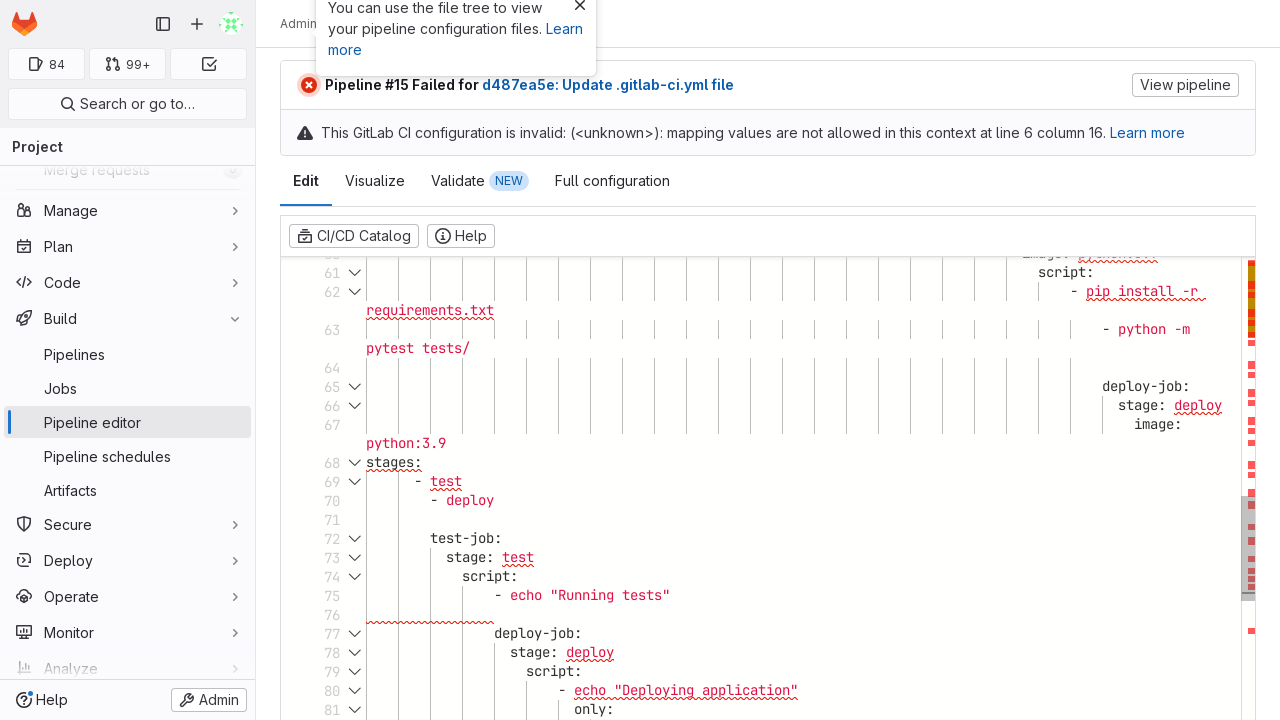 You can use the file tree to view
your pipeline configuration files. Learn
more
Admin
84
99+
Search or go to…
Project
Merge requests
Manage
Plan
Code
Build
Pipelines
Jobs
Pipeline editor
Pipeline schedules
Artifacts
Secure
Deploy
Operate
Monitor
Analyze
Help
Admin
Pipeline #15 Failed for d487ea5e: Update .gitlab-ci.yml file
View pipeline
This GitLab CI configuration is invalid: (<unknown>): mapping values are not allowed in this context at line 6 column 16. Learn more
Edit
Visualize
Validate NEW
Full configuration
CI/CD Catalog
Help
61 script:
62 - pip install -r
requirements.txt
63 - python -m
pytest tests/
64
65 deploy-job:
66 stage: deploy
67 image:
python:3.9
68 stages:
69 - test
70 - deploy
71
72 test-job:
73 stage: test
74 script:
75 - echo "Running tests"
76
77 deploy-job:
78 stage: deploy
79 script:
80 - echo "Deploying application"
81 only: